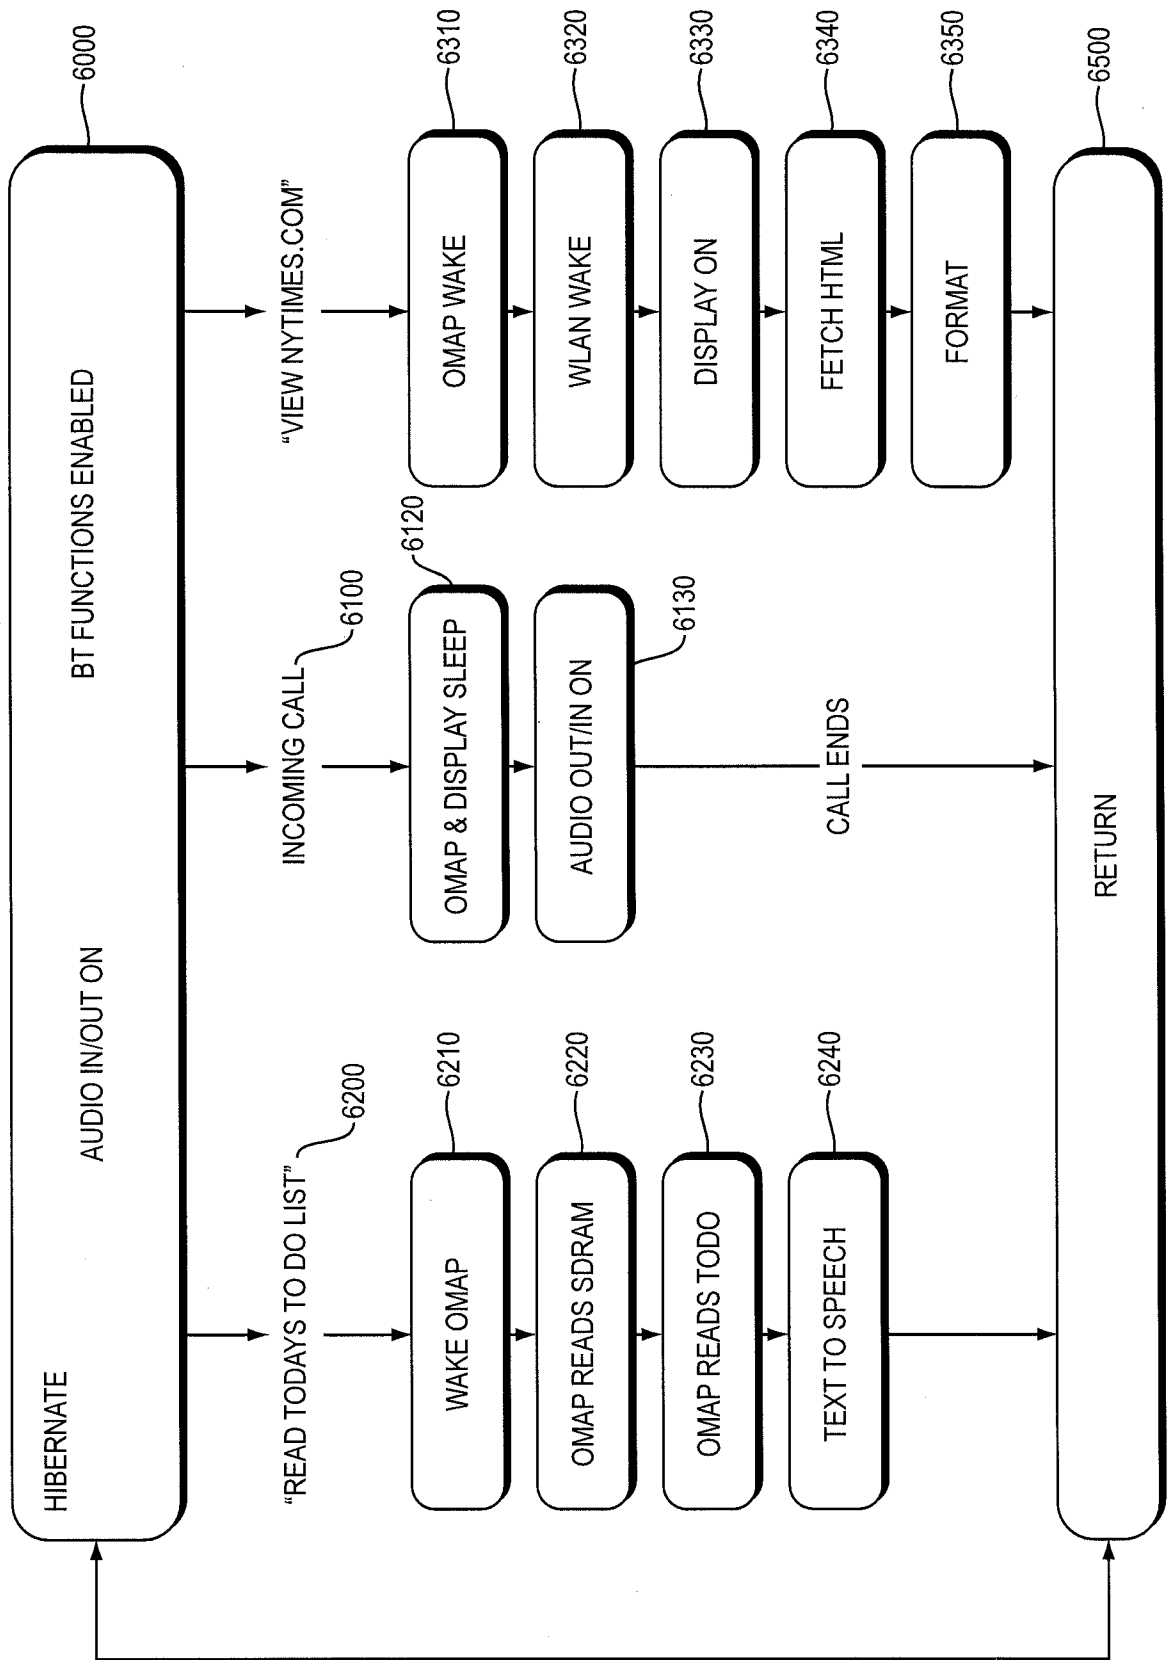 HIBERNATE
AUDIO IN/OUT ON
BT FUNCTIONS ENABLED
6000
"READ TODAYS TO DO LIST"
6200
WAKE OMAP
6210
OMAP READS SDRAM
6220
OMAP READS TODO
6230
TEXT TO SPEECH
6240
INCOMING CALL
6100
OMAP & DISPLAY SLEEP
6120
AUDIO OUT/IN ON
6130
CALL ENDS
"VIEW NYTIMES.COM"
OMAP WAKE
6310
WLAN WAKE
6320
DISPLAY ON
6330
FETCH HTML
6340
FORMAT
6350
RETURN
6500